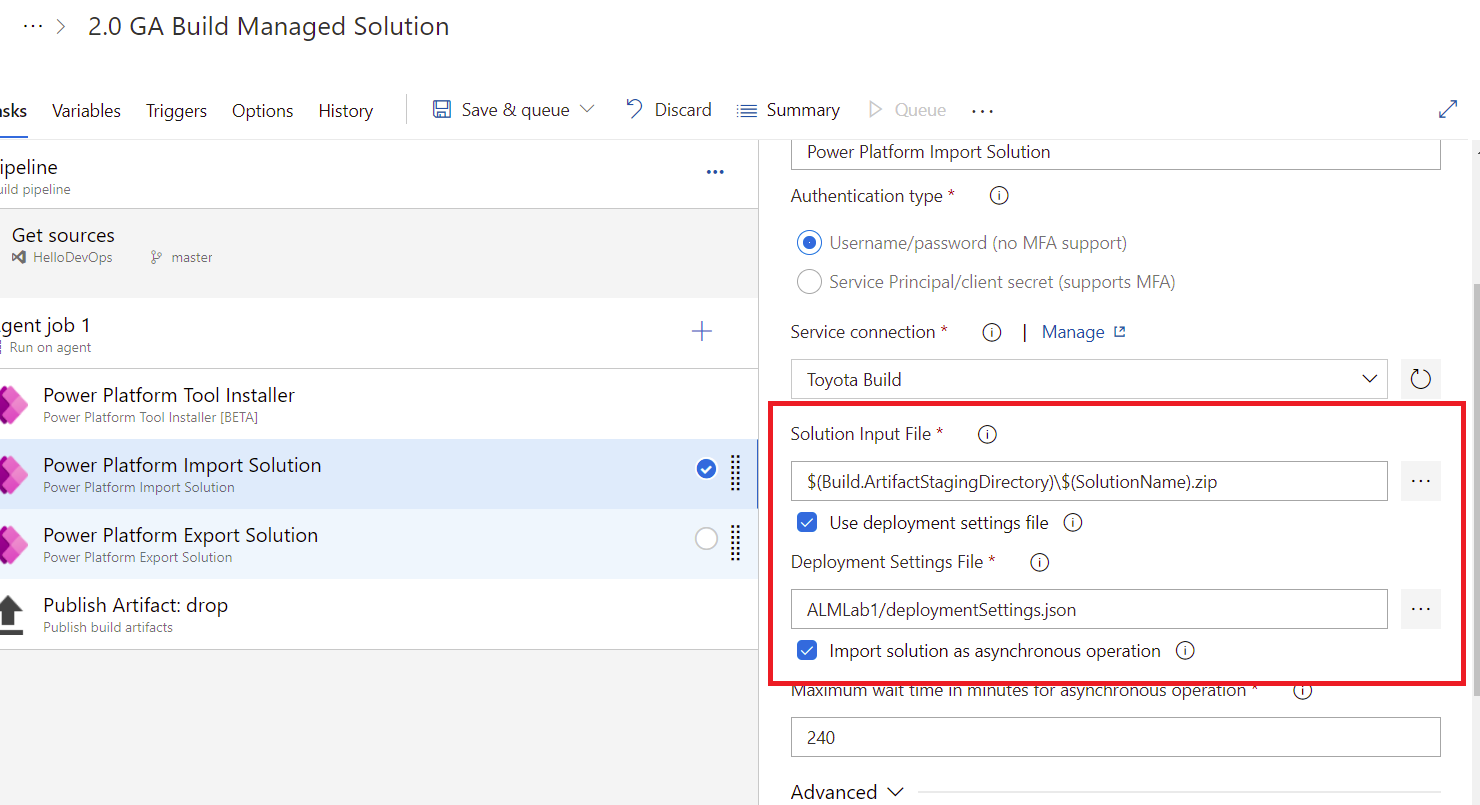 ··· > 2.0 GA Build Managed Solution
asks Variables Triggers Options History Save & queue Discard Summary Queue ···
ipeline
uild pipeline
Get sources
HelloDevOps master
gent job 1
Run on agent
Power Platform Tool Installer
Power Platform Tool Installer [BETA]
Power Platform Import Solution
Power Platform Import Solution
Power Platform Export Solution
Power Platform Export Solution
Publish Artifact: drop
Publish build artifacts
Power Platform Import Solution
Authentication type *
Username/password (no MFA support)
Service Principal/client secret (supports MFA)
Service connection * | Manage
Toyota Build
Solution Input File *
$(Build.ArtifactStagingDirectory)\$(SolutionName).zip
Use deployment settings file
Deployment Settings File *
ALMLab1/deploymentSettings.json
Import solution as asynchronous operation
Maximum wait time in minutes for asynchronous operation *
240
Advanced